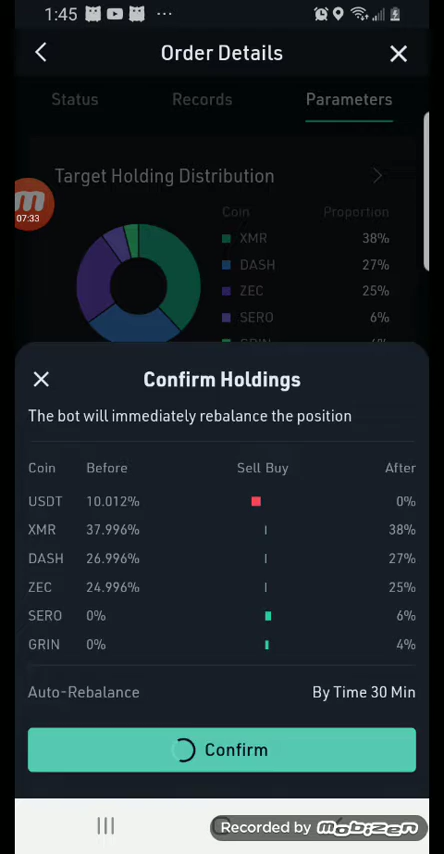 1:45
Order Details
Status Records Parameters
Target Holding Distribution
Coin Proportion
07:33
XMR 38%
DASH 27%
ZEC 25%
SERO 6%
GRIN
Confirm Holdings
The bot will immediately rebalance the position
Coin Before Sell Buy After
USDT 10.012% 0%
XMR 37.996% 38%
DASH 26.996% 27%
ZEC 24.996% 25%
SERO 0% 6%
GRIN 0% 4%
Auto-Rebalance By Time 30 Min
Confirm
Recorded by mobizen